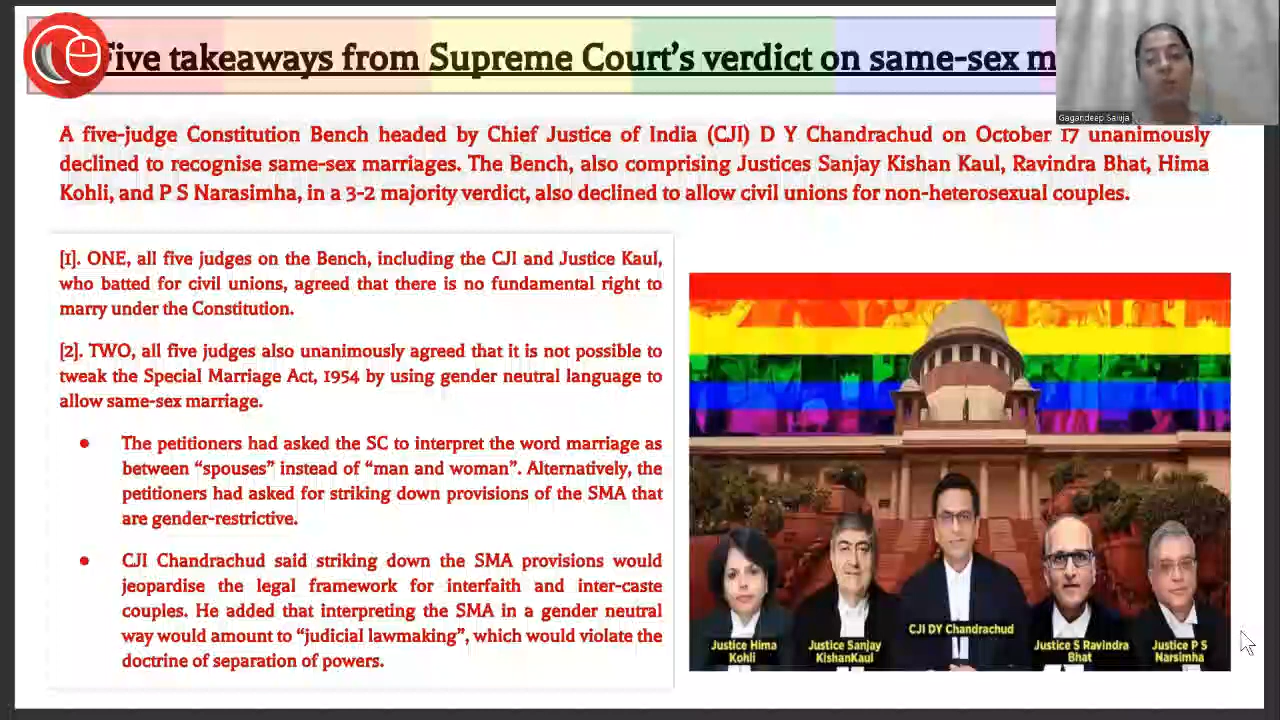 Five takeaways from Supreme Court's verdict on same-sex m
Gagandeep Saluja
A five-judge Constitution Bench headed by Chief Justice of India (CJI) D Y Chandrachud on October 17 unanimously
declined to recognise same-sex marriages. The Bench, also comprising Justices Sanjay Kishan Kaul, Ravindra Bhat, Hima
Kohli, and P S Narasimha, in a 3-2 majority verdict, also declined to allow civil unions for non-heterosexual couples.
[1]. ONE, all five judges on the Bench, including the CJI and Justice Kaul,
who batted for civil unions, agreed that there is no fundamental right to
marry under the Constitution.
[2]. TWO, all five judges also unanimously agreed that it is not possible to
tweak the Special Marriage Act, 1954 by using gender neutral language to
allow same-sex marriage.
● The petitioners had asked the SC to interpret the word marriage as
between “spouses” instead of “man and woman”. Alternatively, the
petitioners had asked for striking down provisions of the SMA that
are gender-restrictive.
● CJI Chandrachud said striking down the SMA provisions would
jeopardise the legal framework for interfaith and inter-caste
couples. He added that interpreting the SMA in a gender neutral
way would amount to “judicial lawmaking”, which would violate the
doctrine of separation of powers.
Justice Hima
Kohli
Justice Sanjay
KishanKaul
CJI DY Chandrachud
Justice S Ravindra
Bhat
Justice P S
Narsimha